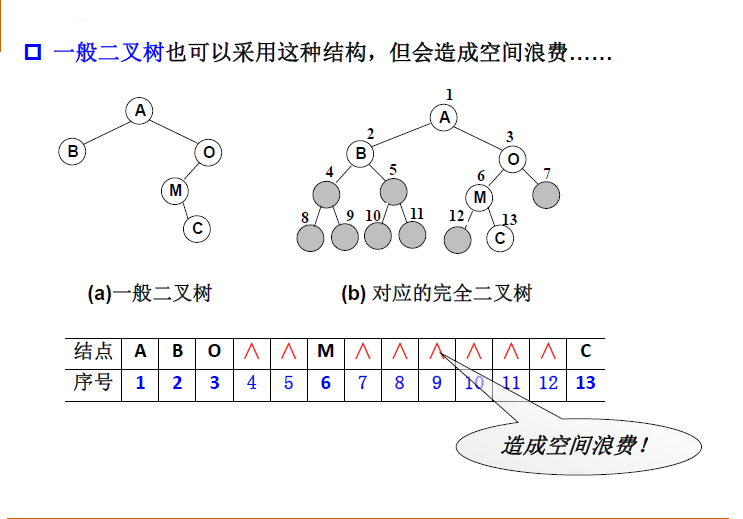 一般二叉树也可以采用这种结构，但会造成空间浪费……
A
B
O
M
C
1
A
2
B
3
O
4
5
6
M
7
8
9
10
11
12
13
C
(a)一般二叉树
(b) 对应的完全二叉树
结点 A B O ∧ ∧ M ∧ ∧ ∧ ∧ ∧ ∧ C
序号 1 2 3 4 5 6 7 8 9 10 11 12 13
造成空间浪费！